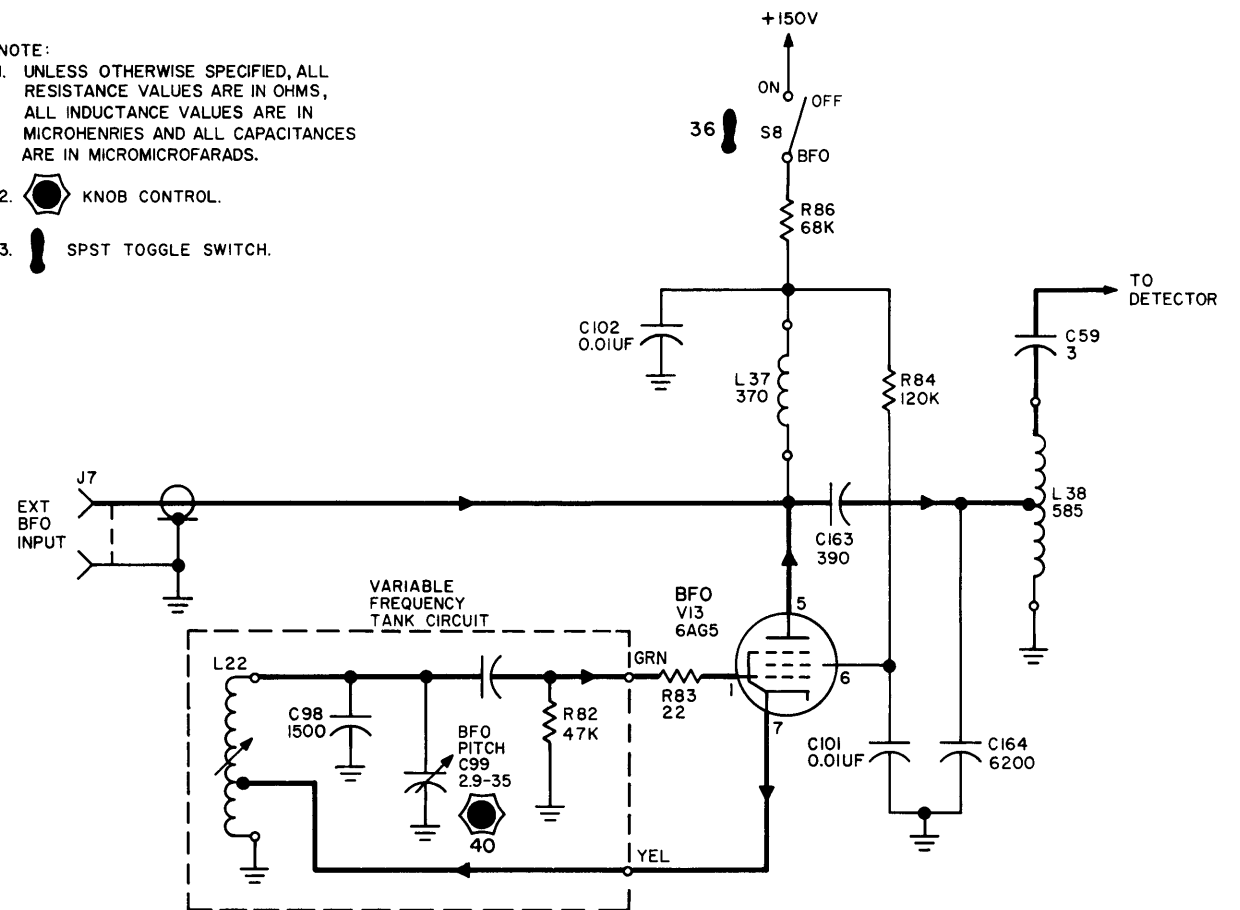 +150V
NOTE:
1. UNLESS OTHERWISE SPECIFIED, ALL
RESISTANCE VALUES ARE IN OHMS,
ALL INDUCTANCE VALUES ARE IN
MICROHENRIES AND ALL CAPACITANCES
ARE IN MICROMICROFARADS.
2. KNOB CONTROL.
3. SPST TOGGLE SWITCH.
ON
OFF
36
S8
BFO
R86
68K
TO
DETECTOR
C102
0.01UF
C59
3
L37
370
R84
120K
J7
EXT
BFO
INPUT
L38
585
C163
390
VARIABLE
FREQUENCY
TANK CIRCUIT
BFO
V13
6AG5
5
L22
GRN
1
6
R83
22
7
C98
1500
BFO
PITCH
C99
2.9-35
40
R82
47K
C101
0.01UF
C164
6200
YEL